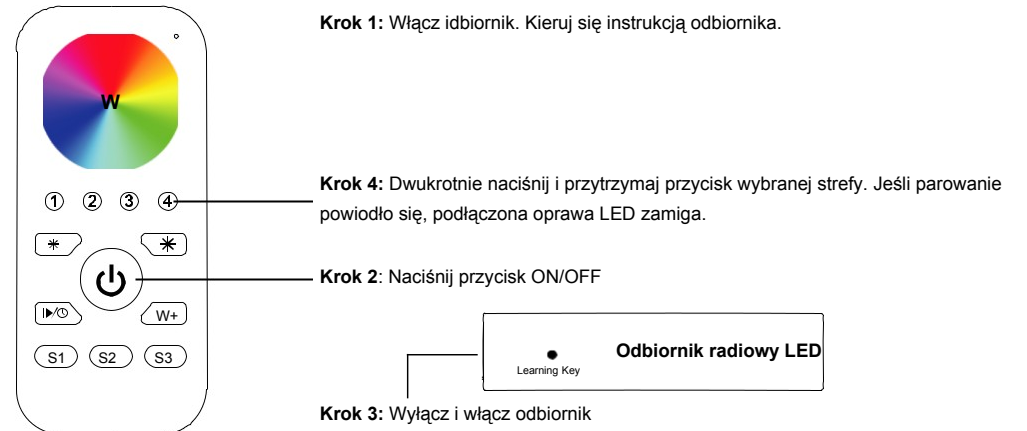 Krok 1: Włącz idbiornik. Kieruj się instrukcją odbiornika.
W
Krok 4: Dwukrotnie naciśnij i przytrzymaj przycisk wybranej strefy. Jeśli parowanie
powiodło się, podłączona oprawa LED zamiga.
1 2 3 4
Krok 2: Naciśnij przycisk ON/OFF
W+
S1 S2 S3
Odbiornik radiowy LED
Learning Key
Krok 3: Wyłącz i włącz odbiornik